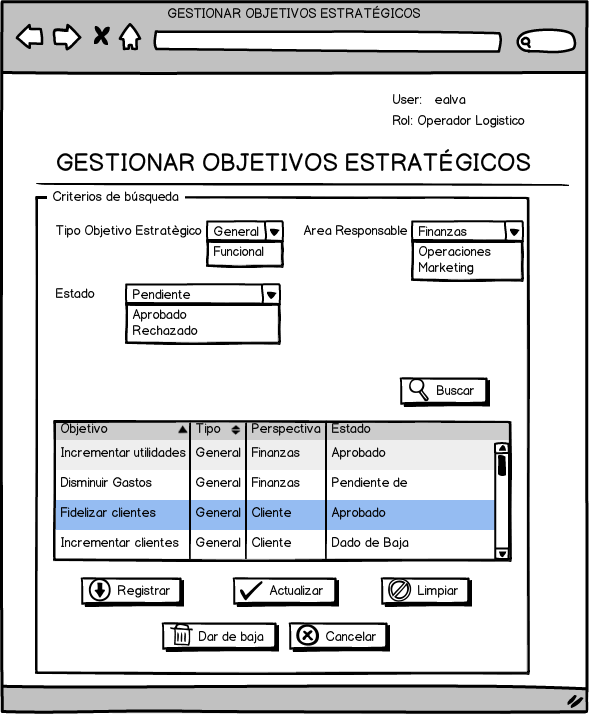 GESTIONAR OBJETIVOS ESTRATÉGICOS
User: ealva
Rol: Operador Logistico
GESTIONAR OBJETIVOS ESTRATÉGICOS
Criterios de búsqueda
Tipo Objetivo Estratègico General Area Responsable Finanzas
Funcional Operaciones
Marketing
Estado Pendiente
Aprobado
Rechazado
Buscar
Objetivo Tipo Perspectiva Estado
Incrementar utilidades General Finanzas Aprobado
Disminuir Gastos General Finanzas Pendiente de
Fidelizar clientes General Cliente Aprobado
Incrementar clientes General Cliente Dado de Baja
Registrar Actualizar Limpiar
Dar de baja Cancelar